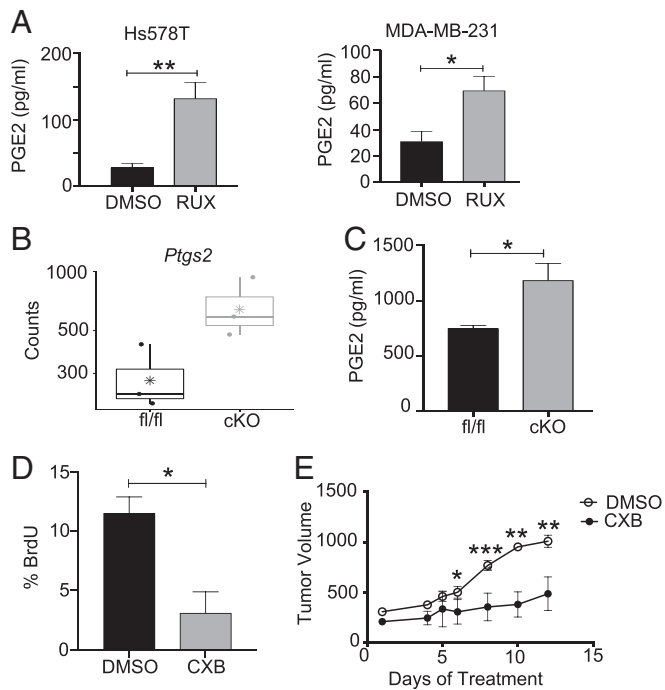 A
Hs578T
MDA-MB-231
PGE2 (pg/ml)
200
100
0
**
DMSO
RUX
PGE2 (pg/ml)
100
80
60
40
20
0
*
DMSO
RUX
B
Ptgs2
Counts
1000
500
300
fl/fl
cKO
C
PGE2 (pg/ml)
1500
1000
500
0
*
fl/fl
cKO
D
% BrdU
15
10
5
0
*
DMSO
CXB
E
Tumor Volume
1500
1000
500
0
* *** ** **
0 5 10 15
Days of Treatment
DMSO
CXB